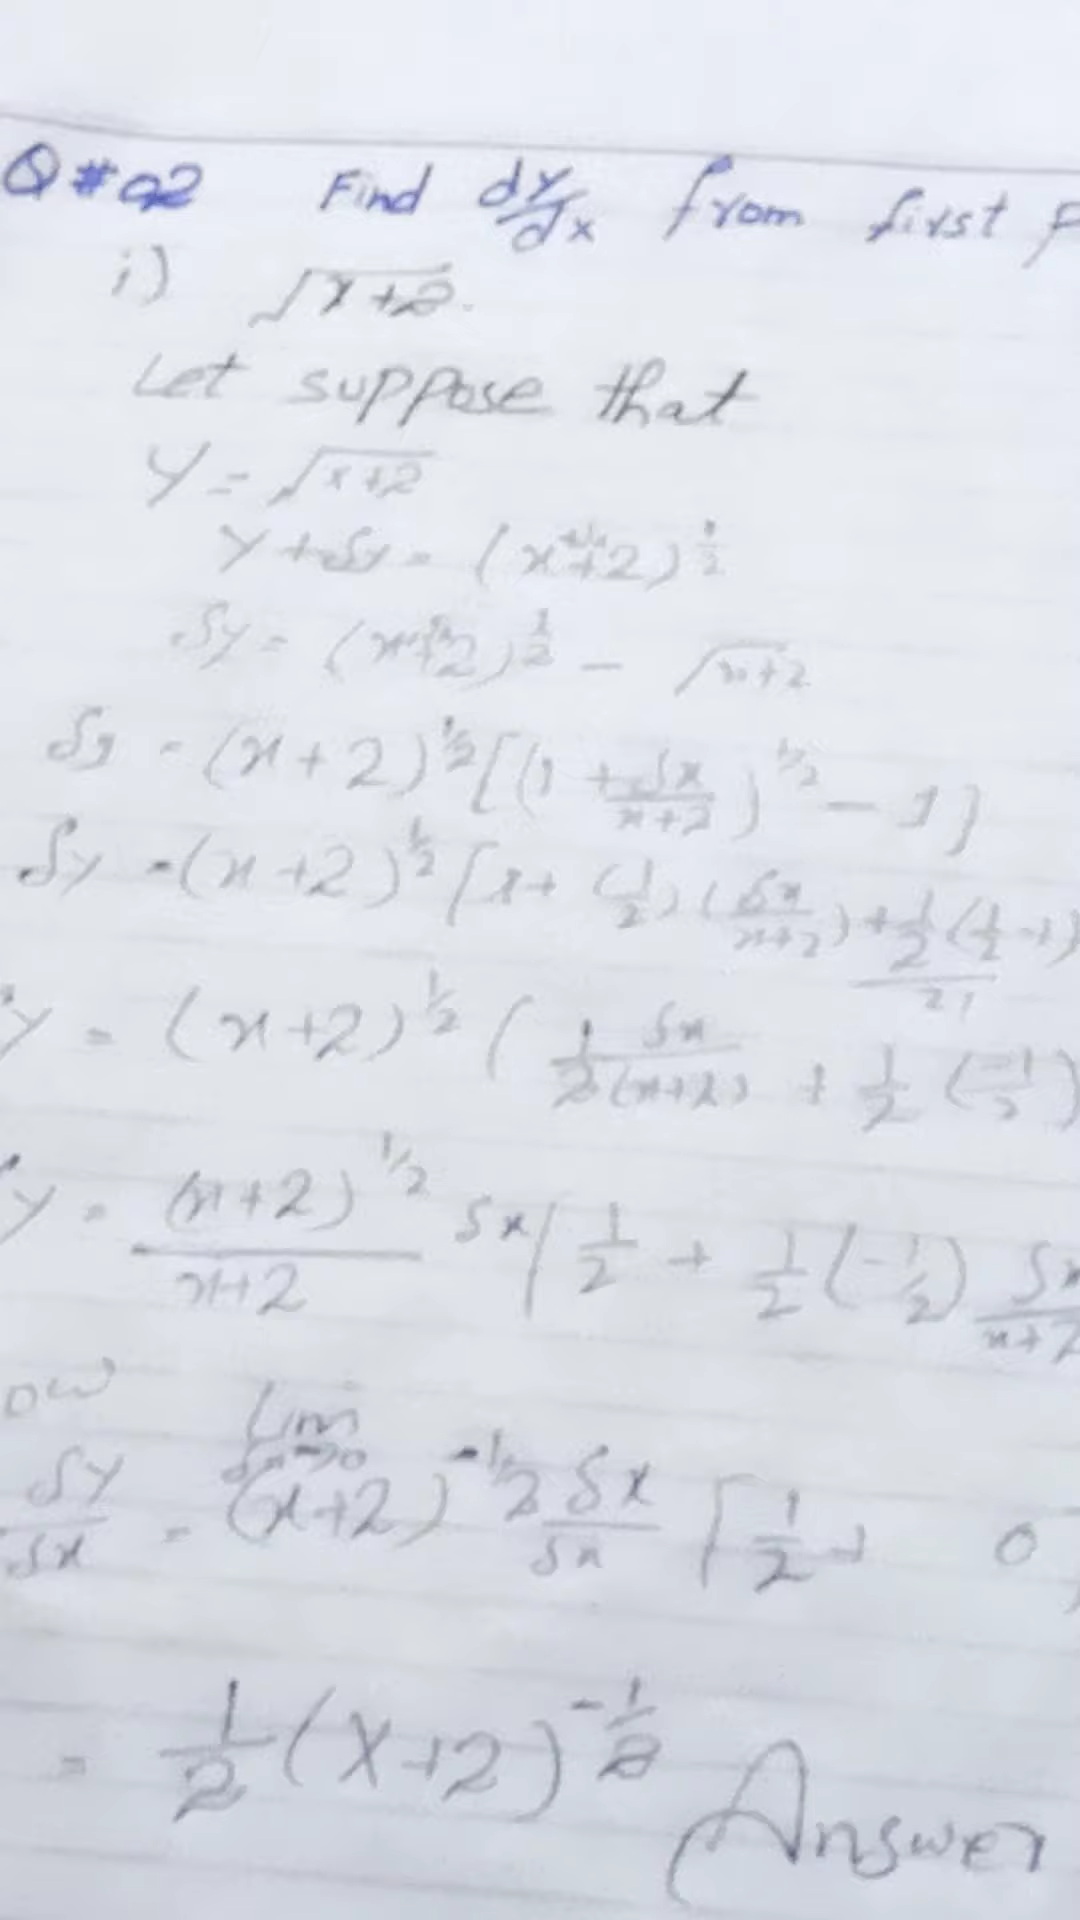 Q#02 Find dy/dx from first
i) √x+2.
Let suppose that
y = √x+2
y + δy = (x+δx+2)^1/2
δy = (x+δx+2)^1/2 − √x+2
δy = (x+2)^1/2 [(1 + δx/x+2)^1/2 − 1]
δy = (x+2)^1/2 [1 + (1/2) (δx/x+2) + 1/2 (1/2 −1) / 2!
y = (x+2)^1/2 ( 1/2 δx/(x+2) + 1/2 (−1/2)
y = (x+2)^1/2 / x+2 δx ( 1/2 + 1/2 (−1/2) δx/x+2
ow Lim δx→0
δy/δx = (x+2)^−1/2 δx/δx [1/2 + 0]
= 1/2 (x+2)^−1/2 Answer